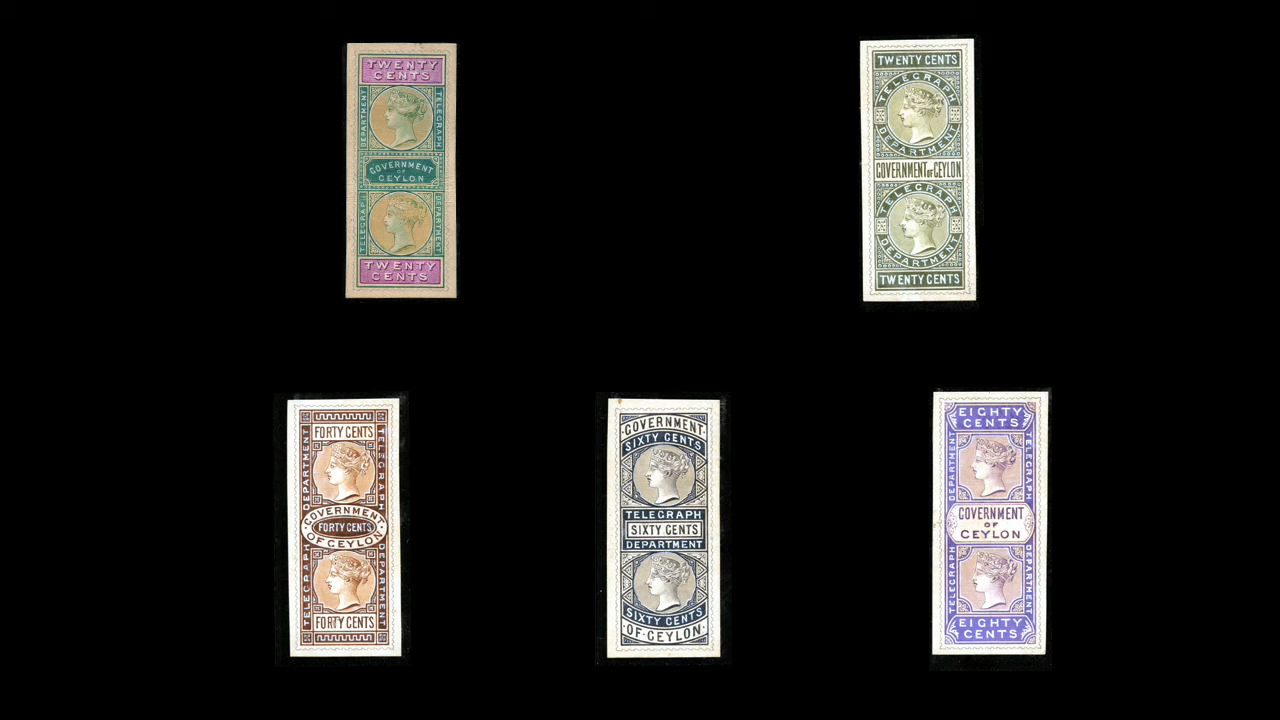 TWENTY
CENTS
DEPARTMENT
TELEGRAPH
GOVERNMENT
OF
CEYLON
TELEGRAPH
DEPARTMENT
TWENTY
CENTS
TWENTY CENTS
TELEGRAPH
DEPARTMENT
GOVERNMENT OF CEYLON
TELEGRAPH
DEPARTMENT
TWENTY CENTS
FORTY CENTS
DEPARTMENT
TELEGRAPH
GOVERNMENT
FORTY CENTS
OF CEYLON
TELEGRAPH
DEPARTMENT
FORTY CENTS
GOVERNMENT
SIXTY CENTS
TELEGRAPH
SIXTY CENTS
DEPARTMENT
SIXTY CENTS
OF CEYLON
EIGHTY
CENTS
DEPARTMENT
TELEGRAPH
GOVERNMENT
OF
CEYLON
TELEGRAPH
DEPARTMENT
EIGHTY
CENTS